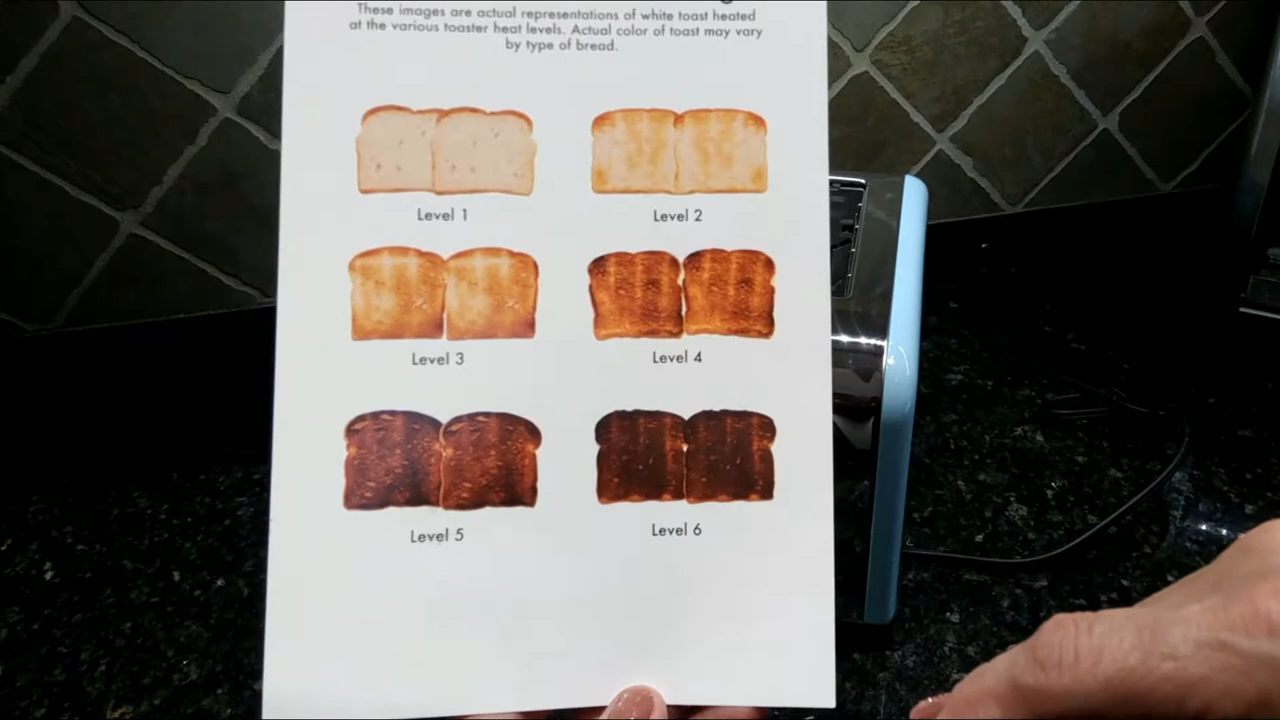 These images are actual representations of white toast heated
at the various toaster heat levels. Actual color of toast may vary
by type of bread.
Level 1
Level 2
Level 3
Level 4
Level 5
Level 6